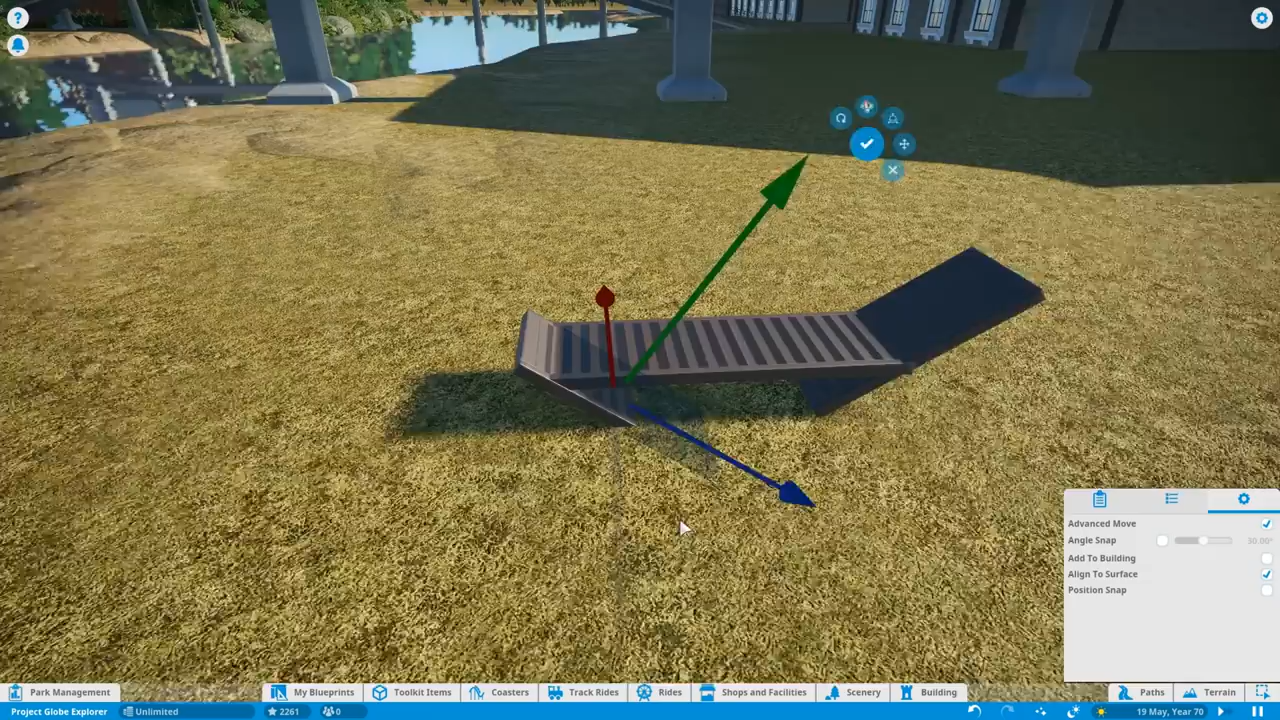 ?
Advanced Move
Angle Snap 30.00°
Add To Building
Align To Surface
Position Snap
Park Management My Blueprints Toolkit Items Coasters Track Rides Rides Shops and Facilities Scenery Building Paths Terrain
Project Globe Explorer Unlimited 2261 0 19 May, Year 70